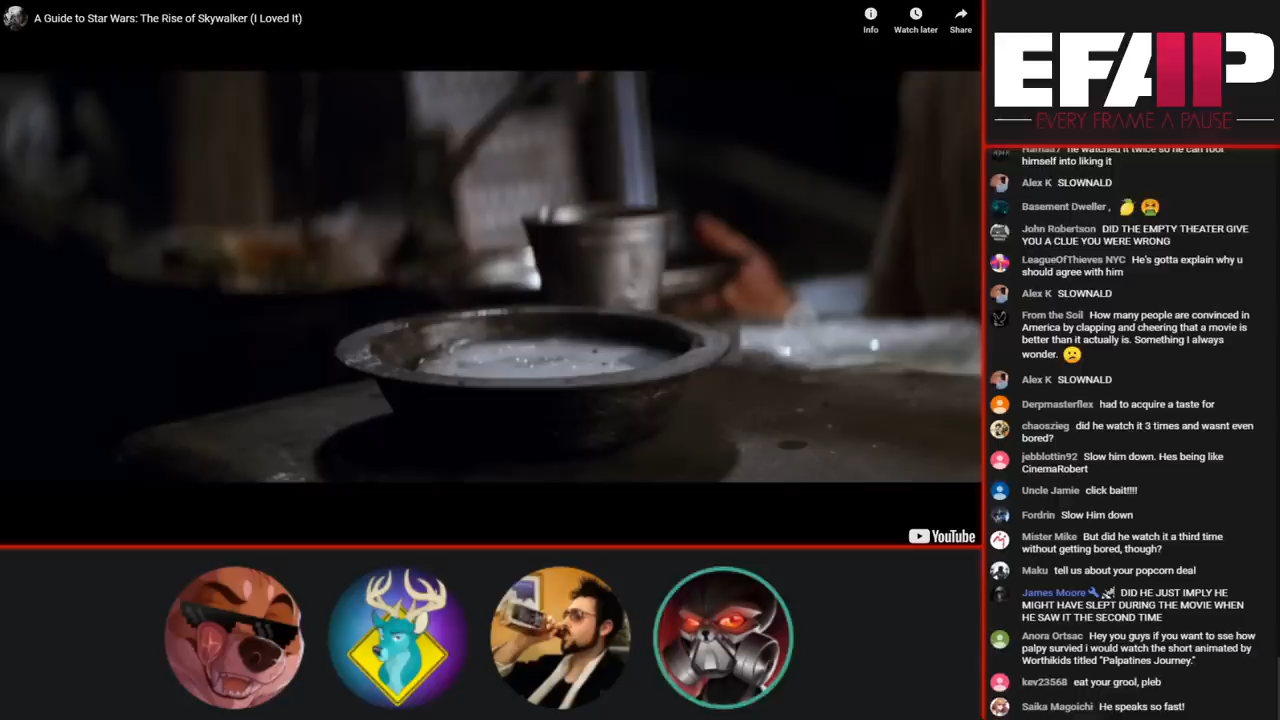 A Guide to Star Wars: The Rise of Skywalker (I Loved It)
Info
Watch later
Share
YouTube
EFAP
EVERY FRAME A PAUSE
he watched it twice so he can fool
himself into liking it
Alex K SLOWNALD
Basement Dweller , 🍋 🤮
John Robertson DID THE EMPTY THEATER GIVE
YOU A CLUE YOU WERE WRONG
LeagueOfThieves NYC He's gotta explain why u
should agree with him
Alex K SLOWNALD
From the Soil How many people are convinced in
America by clapping and cheering that a movie is
better than it actually is. Something I always
wonder. 🙁
Alex K SLOWNALD
Derpmasterflex had to acquire a taste for
chaoszieg did he watch it 3 times and wasnt even
bored?
jebblottin92 Slow him down. Hes being like
CinemaRobert
Uncle Jamie click bait!!!!
Fordrin Slow Him down
Mister Mike But did he watch it a third time
without getting bored, though?
Maku tell us about your popcorn deal
James Moore DID HE JUST IMPLY HE
MIGHT HAVE SLEPT DURING THE MOVIE WHEN
HE SAW IT THE SECOND TIME
Anora Ortsac Hey you guys if you want to sse how
palpy survied i would watch the short animated by
Worthikids titled "Palpatines Journey."
kev23568 eat your grool, pleb
Saika Magoichi He speaks so fast!